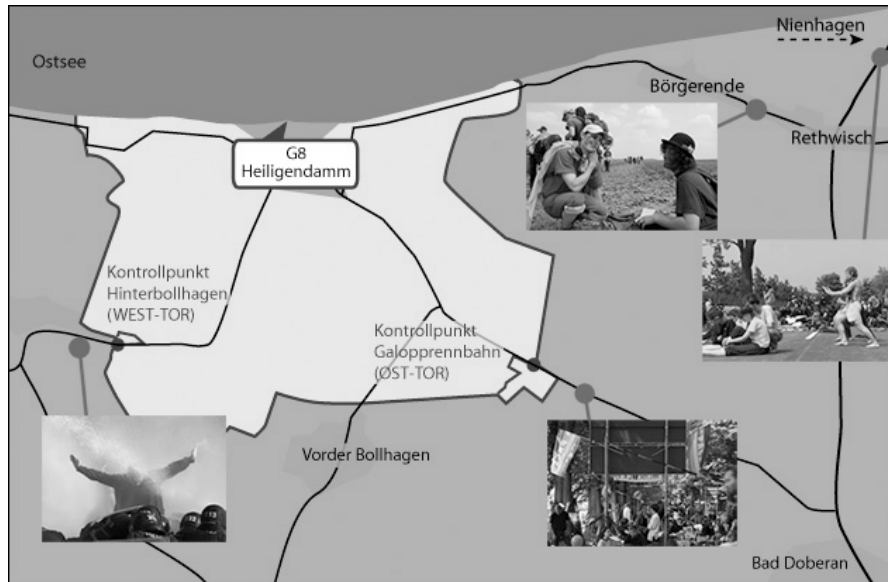 Nienhagen
Ostsee
Börgerende
Rethwisch
G8
Heiligendamm
Kontrollpunkt
Hinterbollhagen
(WEST-TOR)
Kontrollpunkt
Galopprennbahn
(OST-TOR)
Vorder Bollhagen
Bad Doberan